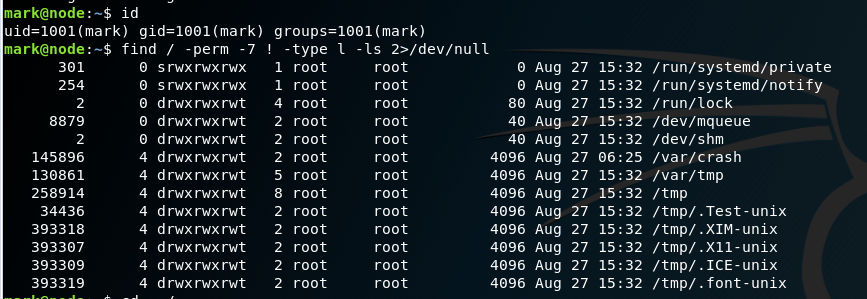 mark@node:~$ id
uid=1001(mark) gid=1001(mark) groups=1001(mark)
mark@node:~$ find / -perm -7 ! -type l -ls 2>/dev/null
301 0 srwxrwxrwx 1 root root 0 Aug 27 15:32 /run/systemd/private
254 0 srwxrwxrwx 1 root root 0 Aug 27 15:32 /run/systemd/notify
2 0 drwxrwxrwt 4 root root 80 Aug 27 15:32 /run/lock
8879 0 drwxrwxrwt 2 root root 40 Aug 27 15:32 /dev/mqueue
2 0 drwxrwxrwt 2 root root 40 Aug 27 15:32 /dev/shm
145896 4 drwxrwxrwt 2 root root 4096 Aug 27 06:25 /var/crash
130861 4 drwxrwxrwt 5 root root 4096 Aug 27 15:32 /var/tmp
258914 4 drwxrwxrwt 8 root root 4096 Aug 27 15:32 /tmp
34436 4 drwxrwxrwt 2 root root 4096 Aug 27 15:32 /tmp/.Test-unix
393318 4 drwxrwxrwt 2 root root 4096 Aug 27 15:32 /tmp/.XIM-unix
393307 4 drwxrwxrwt 2 root root 4096 Aug 27 15:32 /tmp/.X11-unix
393309 4 drwxrwxrwt 2 root root 4096 Aug 27 15:32 /tmp/.ICE-unix
393319 4 drwxrwxrwt 2 root root 4096 Aug 27 15:32 /tmp/.font-unix